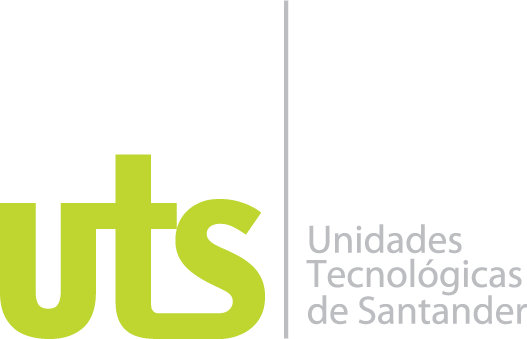 uts
Unidades
Tecnológicas
de Santander